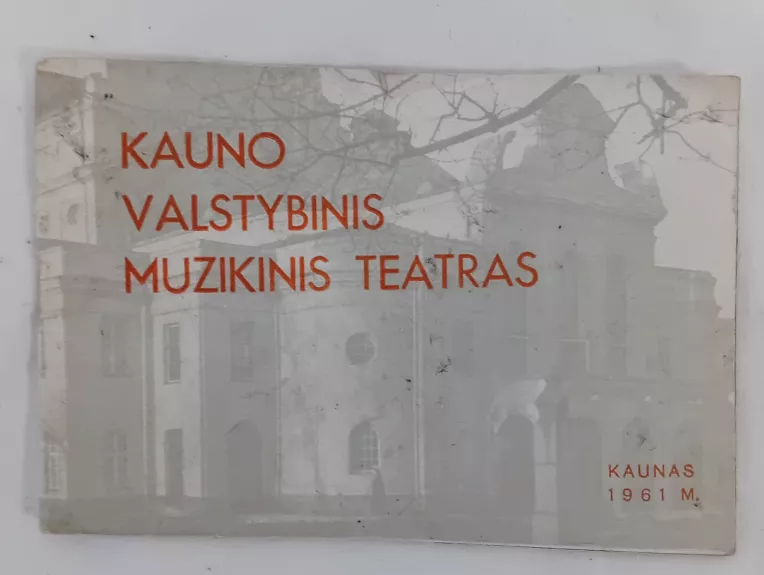 KAUNO
VALSTYBINIS
MUZIKINIS TEATRAS
KAUNAS
1961 M.